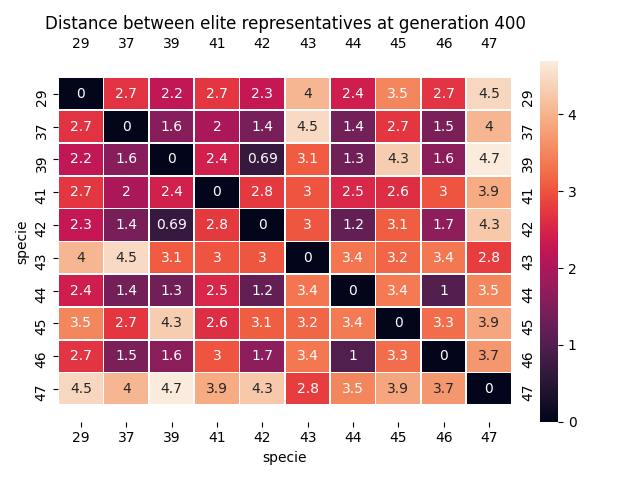 Distance between elite representatives at generation 400
29 37 39 41 42 43 44 45 46 47
29 0 2.7 2.2 2.7 2.3 4 2.4 3.5 2.7 4.5 29
37 2.7 0 1.6 2 1.4 4.5 1.4 2.7 1.5 4 37
39 2.2 1.6 0 2.4 0.69 3.1 1.3 4.3 1.6 4.7 39
41 2.7 2 2.4 0 2.8 3 2.5 2.6 3 3.9 41
42 2.3 1.4 0.69 2.8 0 3 1.2 3.1 1.7 4.3 42
43 4 4.5 3.1 3 3 0 3.4 3.2 3.4 2.8 43
44 2.4 1.4 1.3 2.5 1.2 3.4 0 3.4 1 3.5 44
45 3.5 2.7 4.3 2.6 3.1 3.2 3.4 0 3.3 3.9 45
46 2.7 1.5 1.6 3 1.7 3.4 1 3.3 0 3.7 46
47 4.5 4 4.7 3.9 4.3 2.8 3.5 3.9 3.7 0 47
29 37 39 41 42 43 44 45 46 47
specie
specie
4
3
2
1
0